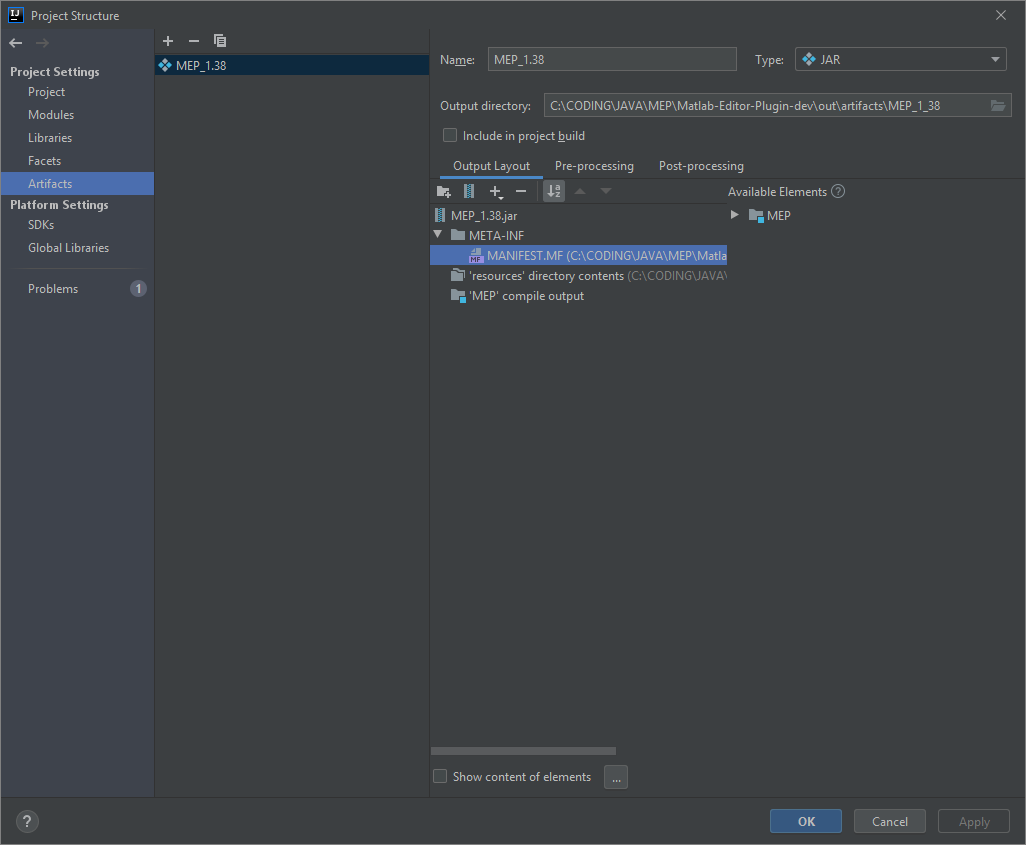 Project Structure
Project Settings
Project
Modules
Libraries
Facets
Artifacts
Platform Settings
SDKs
Global Libraries
Problems 1
MEP_1.38
Name: MEP_1.38 Type: JAR
Output directory: C:\CODING\JAVA\MEP\Matlab-Editor-Plugin-dev\out\artifacts\MEP_1_38
Include in project build
Output Layout Pre-processing Post-processing
Available Elements ?
MEP_1.38.jar
META-INF
MANIFEST.MF (C:\CODING\JAVA\MEP\Matla
'resources' directory contents (C:\CODING\JAVA\
'MEP' compile output
MEP
Show content of elements ...
? OK Cancel Apply